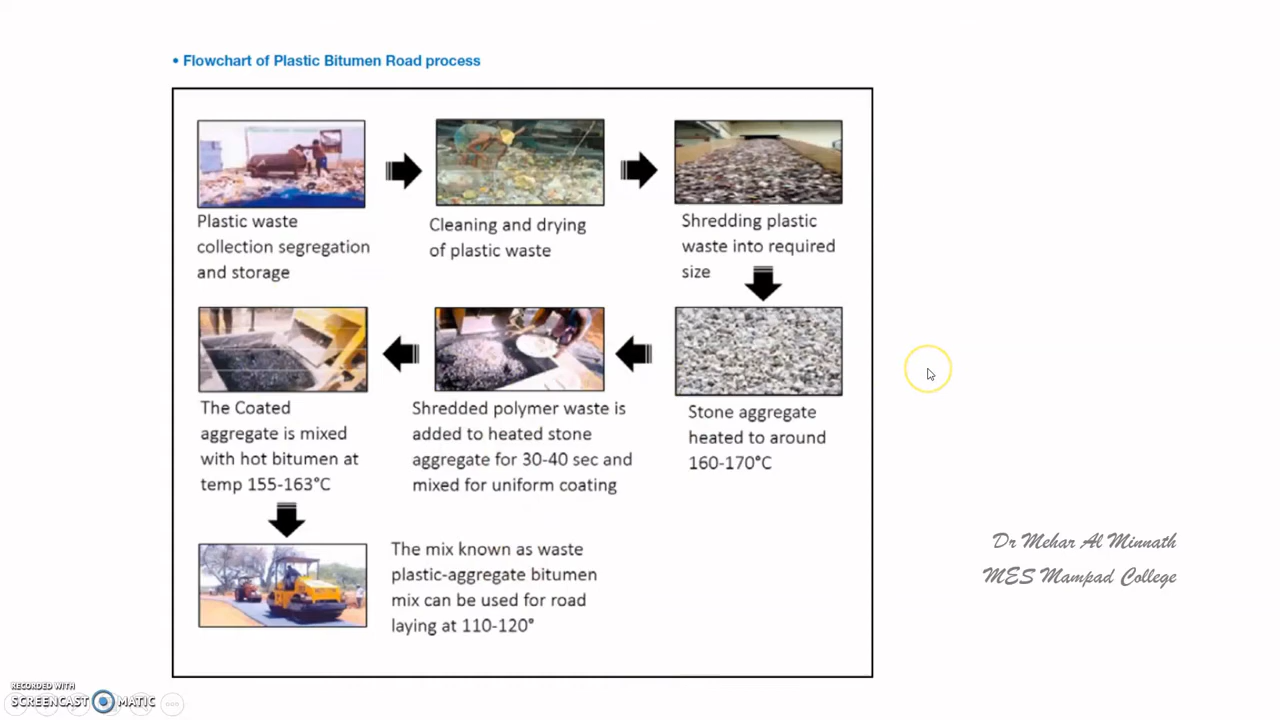 • Flowchart of Plastic Bitumen Road process
Plastic waste
collection segregation
and storage
Cleaning and drying
of plastic waste
Shredding plastic
waste into required
size
Stone aggregate
heated to around
160-170°C
Shredded polymer waste is
added to heated stone
aggregate for 30-40 sec and
mixed for uniform coating
The Coated
aggregate is mixed
with hot bitumen at
temp 155-163°C
The mix known as waste
plastic-aggregate bitumen
mix can be used for road
laying at 110-120°
Dr Mehar Al Minnath
MES Mampad College
RECORDED WITH
SCREENCAST MATIC